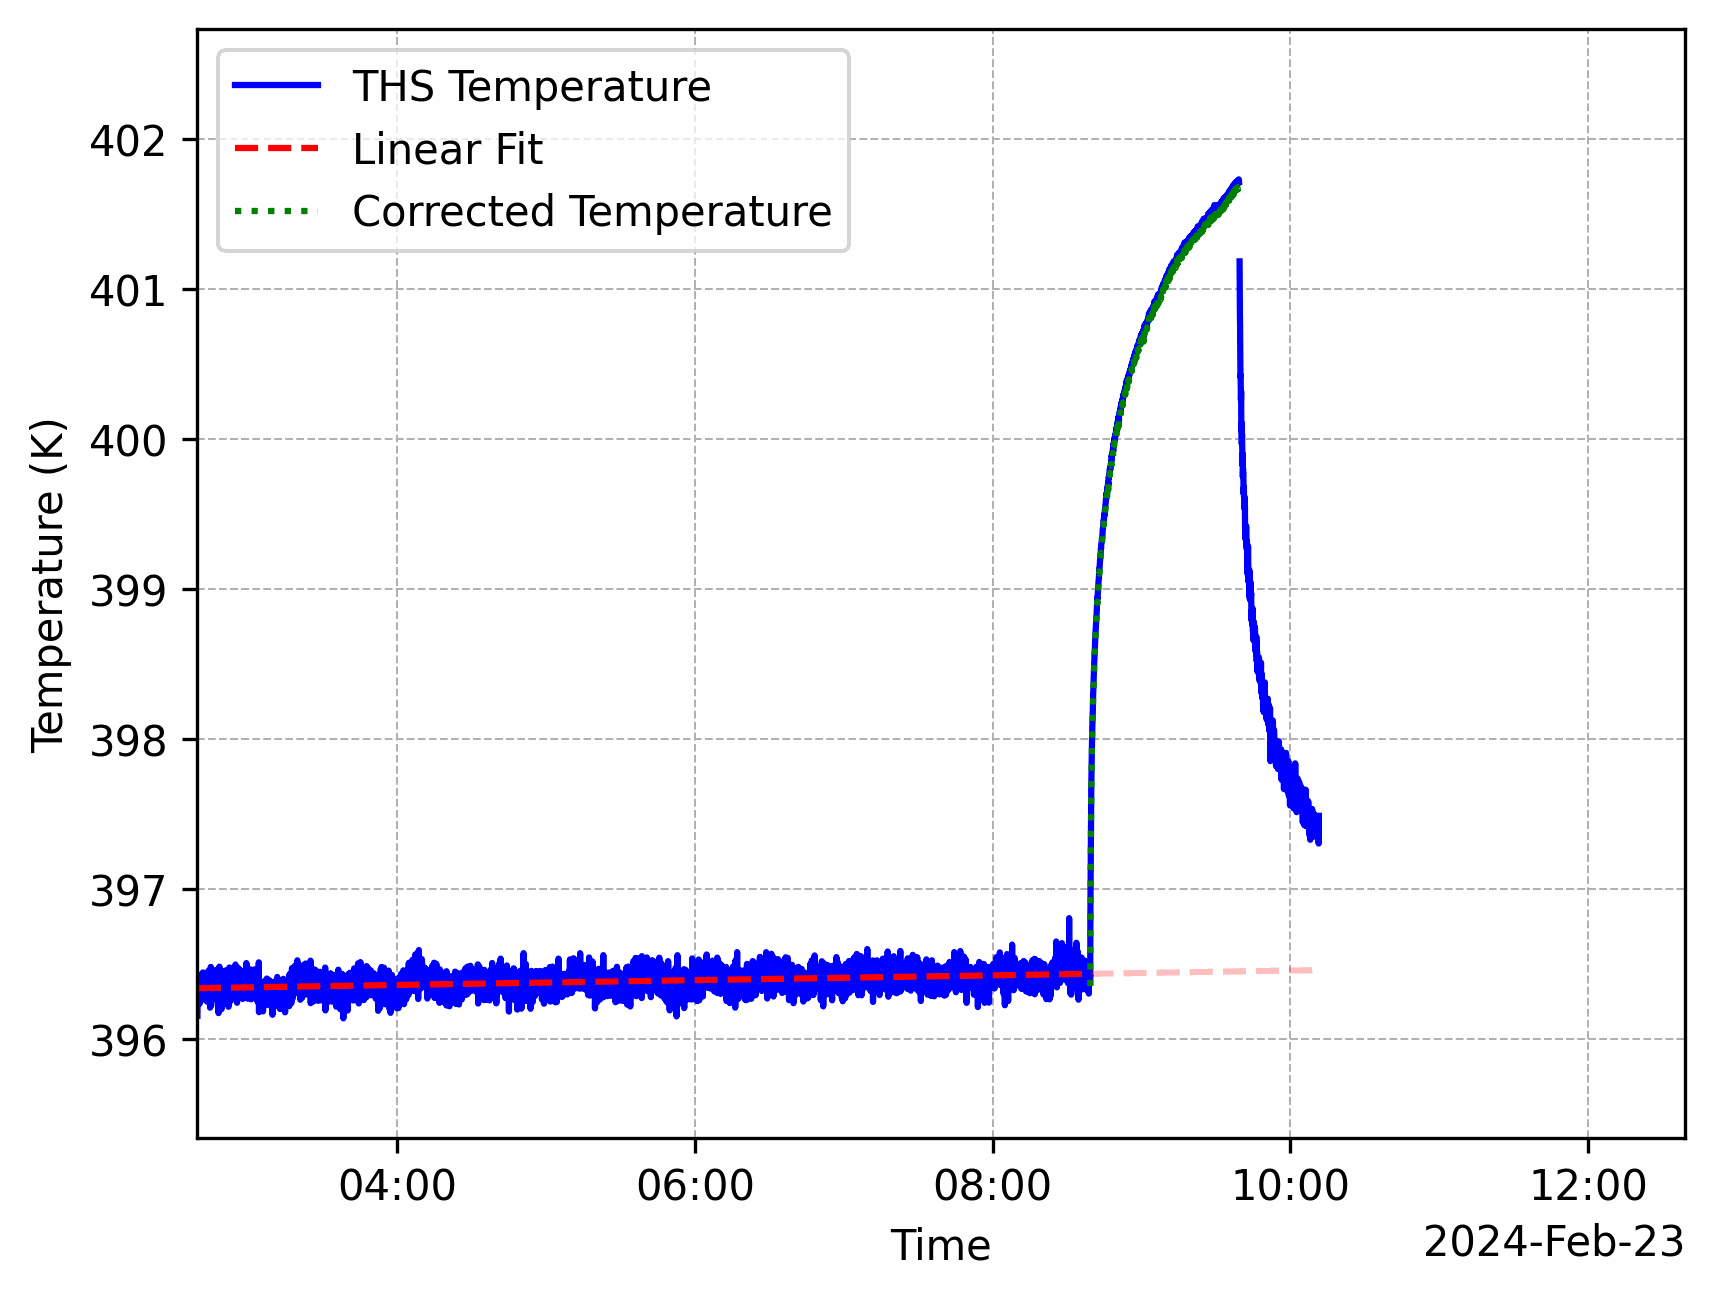 THS Temperature
Linear Fit
Corrected Temperature
402
401
400
399
398
397
396
Temperature (K)
04:00 06:00 08:00 10:00 12:00
Time
2024-Feb-23